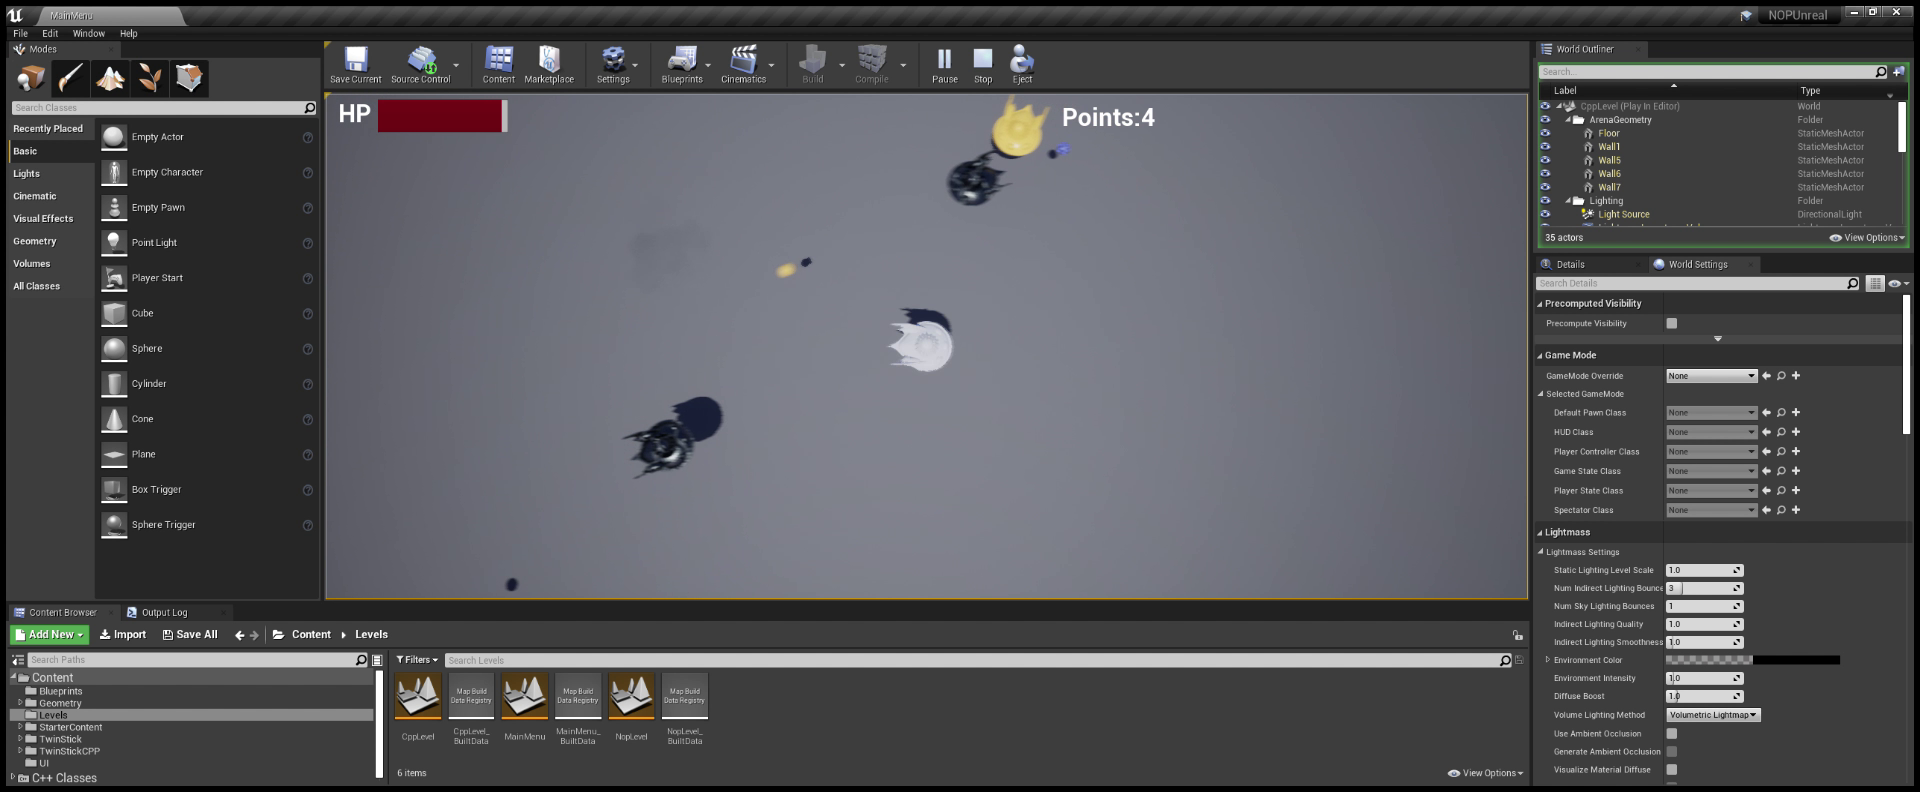 MainMenu
NOPUnreal
File Edit Window Help
Modes
Search Classes
Recently Placed
Basic
Lights
Cinematic
Visual Effects
Geometry
Volumes
All Classes
Empty Actor
Empty Character
Empty Pawn
Point Light
Player Start
Cube
Sphere
Cylinder
Cone
Plane
Box Trigger
Sphere Trigger
Save Current
Source Control
Content
Marketplace
Settings
Blueprints
Cinematics
Build
Compile
Pause
Stop
Eject
HP
Points:4
World Outliner
Search...
Label Type
CppLevel (Play In Editor) World
ArenaGeometry Folder
Floor StaticMeshActor
Wall1 StaticMeshActor
Wall5 StaticMeshActor
Wall6 StaticMeshActor
Wall7 StaticMeshActor
Lighting Folder
Light Source DirectionalLight
35 actors
View Options
Details
World Settings
Search Details
Precomputed Visibility
Precompute Visibility
Game Mode
GameMode Override None
Selected GameMode
Default Pawn Class None
HUD Class None
Player Controller Class None
Game State Class None
Player State Class None
Spectator Class None
Lightmass
Lightmass Settings
Static Lighting Level Scale 1.0
Num Indirect Lighting Bounce 3
Num Sky Lighting Bounces 1
Indirect Lighting Quality 1.0
Indirect Lighting Smoothness 1.0
Environment Color
Environment Intensity 1.0
Diffuse Boost 1.0
Volume Lighting Method Volumetric Lightmap
Use Ambient Occlusion
Generate Ambient Occlusion
Visualize Material Diffuse
Content Browser
Output Log
Add New Import Save All Content Levels
Search Paths
Content
Blueprints
Geometry
Levels
StarterContent
TwinStick
TwinStickCPP
UI
C++ Classes
Filters
Search Levels
Map Build
Data Registry
Map Build
Data Registry
Map Build
Data Registry
CppLevel
CppLevel_
BuiltData
MainMenu
MainMenu_
BuiltData
NopLevel
NopLevel_
BuiltData
6 items
View Options